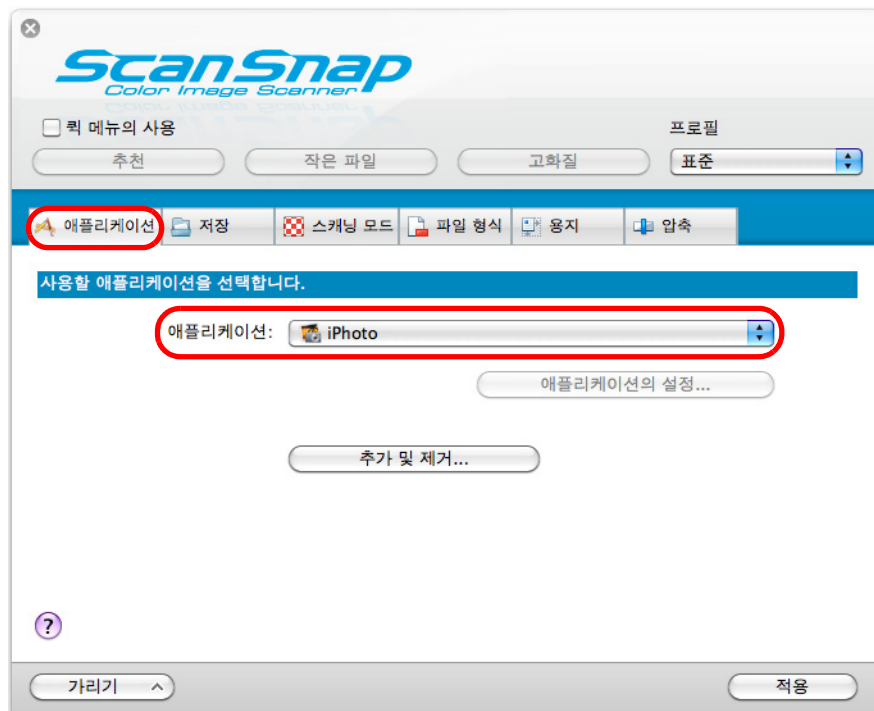 ScanSnap
Color Image Scanner
퀵 메뉴의 사용
프로필
추천 작은 파일 고화질 표준
애플리케이션 저장 스캐닝 모드 파일 형식 용지 압축
사용할 애플리케이션을 선택합니다.
애플리케이션: iPhoto
애플리케이션의 설정...
추가 및 제거...
?
가리기 적용